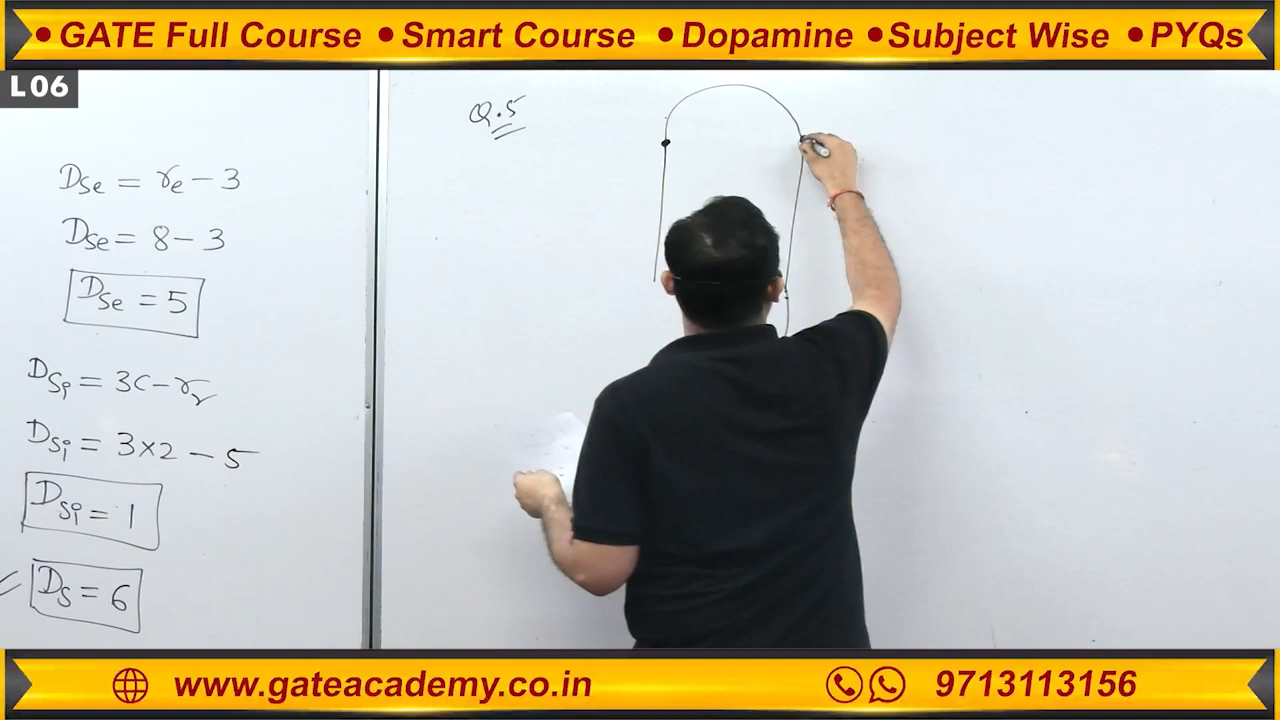 • GATE Full Course • Smart Course • Dopamine • Subject Wise • PYQs
L06
Dse = re - 3
Dse = 8 - 3
Dse = 5
Dsi = 3c - rr
Dsi = 3×2 - 5
Dsi = 1
Ds = 6
Q.5
www.gateacademy.co.in
9713113156